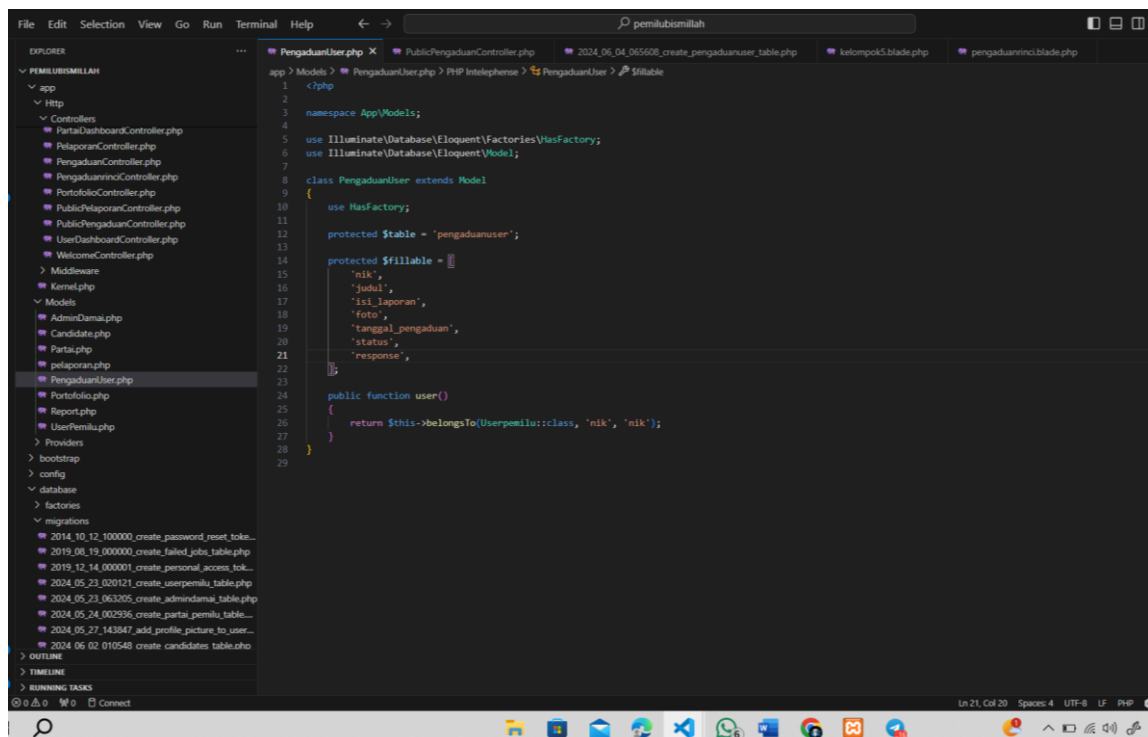 File Edit Selection View Go Run Terminal Help
pemilubismillah
EXPLORER
PengaduanUser.php
PublicPengaduanController.php
2024_06_04_065608_create_pengaduanuser_table.php
kelompok5.blade.php
pengaduanrinci.blade.php
app > Models > PengaduanUser.php > PHP Intelephense > PengaduanUser > $fillable
PEMILUBISMILLAH
app
Http
Controllers
PartaiDashboardController.php
PelaporanController.php
PengaduanController.php
PengaduanrinciController.php
PortofolioController.php
PublicPelaporanController.php
PublicPengaduanController.php
UserDashboardController.php
WelcomeController.php
Middleware
Kernel.php
Models
AdminDamai.php
Candidate.php
Partai.php
pelaporan.php
PengaduanUser.php
Portofolio.php
Report.php
UserPemilu.php
Providers
bootstrap
config
database
factories
migrations
2014_10_12_100000_create_password_reset_toke...
2019_08_19_000000_create_failed_jobs_table.php
2019_12_14_000001_create_personal_access_tok...
2024_05_23_020121_create_userpemilu_table.php
2024_05_23_063205_create_admindamai_table.php
2024_05_24_002936_create_partai_pemilu_table....
2024_05_27_143847_add_profile_picture_to_user...
2024_06_02_010548_create_candidates_table.php
OUTLINE
TIMELINE
RUNNING TASKS
1 <?php
2
3 namespace App\Models;
4
5 use Illuminate\Database\Eloquent\Factories\HasFactory;
6 use Illuminate\Database\Eloquent\Model;
7
8 class PengaduanUser extends Model
9 {
10 use HasFactory;
11
12 protected $table = 'pengaduanuser';
13
14 protected $fillable = [
15 'nik',
16 'judul',
17 'isi_laporan',
18 'foto',
19 'tanggal_pengaduan',
20 'status',
21 'response',
22 ];
23
24 public function user()
25 {
26 return $this->belongsTo(Userpemilu::class, 'nik', 'nik');
27 }
28 }
29
0 0 0 Connect
Ln 21, Col 20 Spaces: 4 UTF-8 LF PHP